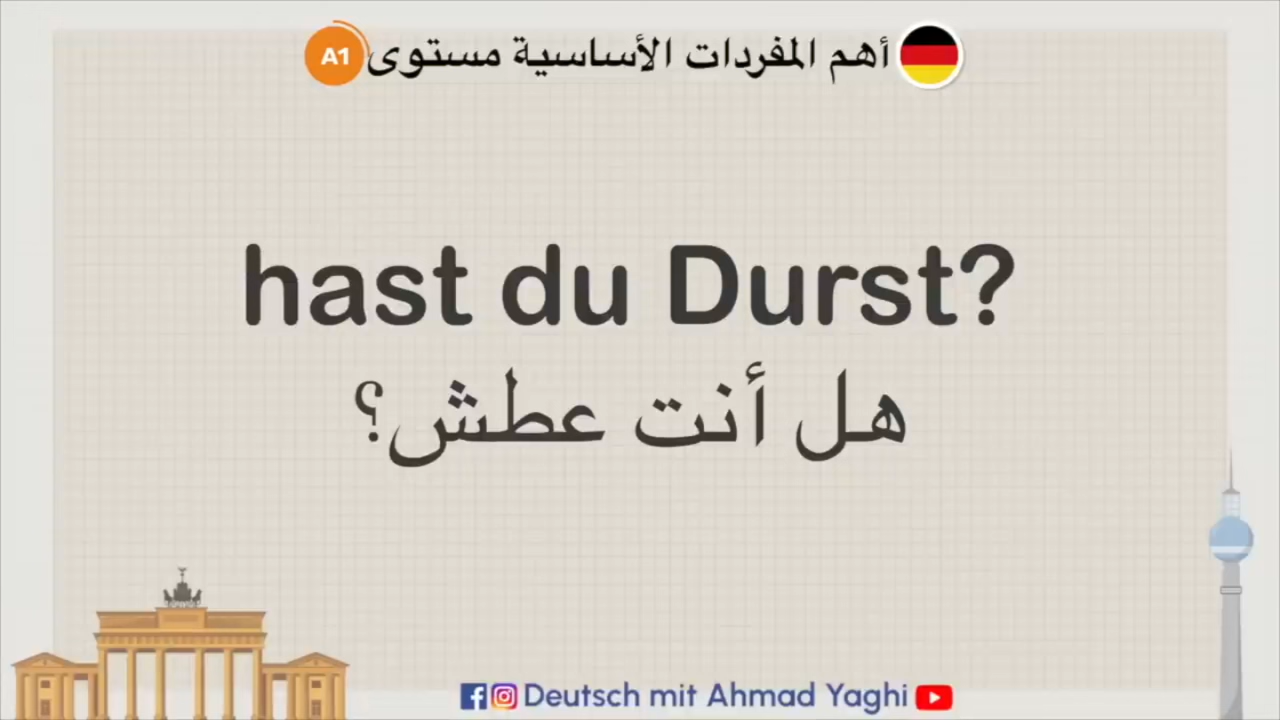 أهم المفردات الأساسية مستوى A1
hast du Durst?
هل أنت عطش؟
Deutsch mit Ahmad Yaghi